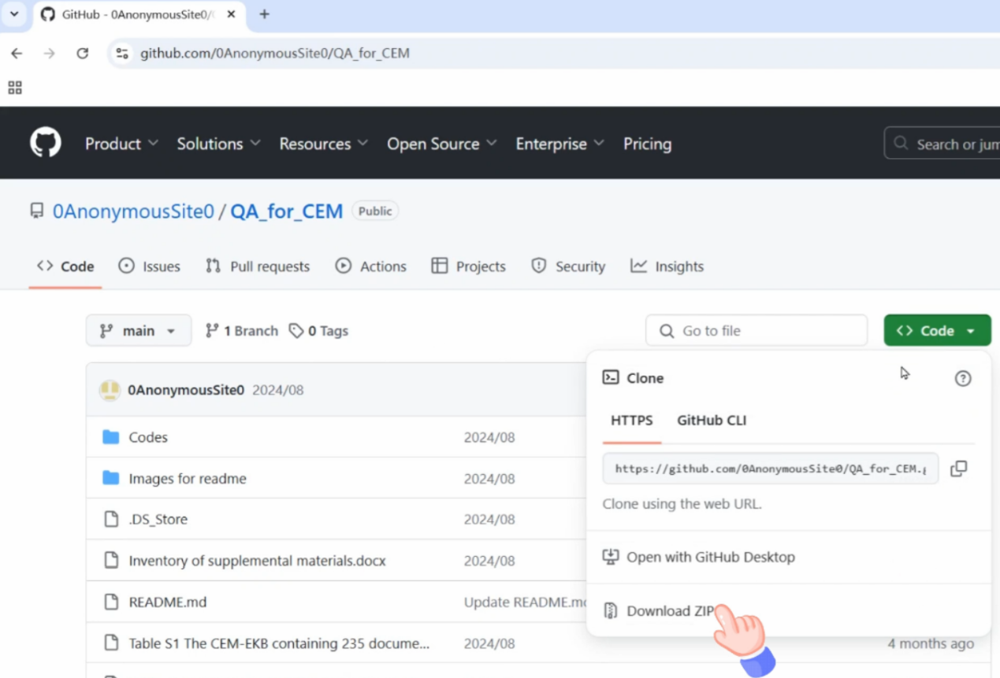 GitHub - 0AnonymousSite0/
github.com/0AnonymousSite0/QA_for_CEM
Product Solutions Resources Open Source Enterprise Pricing Search or jum
0AnonymousSite0 / QA_for_CEM Public
Code Issues Pull requests Actions Projects Security Insights
main 1 Branch 0 Tags Go to file Code
0AnonymousSite0 2024/08
Codes 2024/08
Images for readme 2024/08
.DS_Store 2024/08
Inventory of supplemental materials.docx 2024/08
README.md Update README.md
Table S1 The CEM-EKB containing 235 docume... 2024/08 4 months ago
Clone
HTTPS GitHub CLI
https://github.com/0AnonymousSite0/QA_for_CEM.g
Clone using the web URL.
Open with GitHub Desktop
Download ZIP